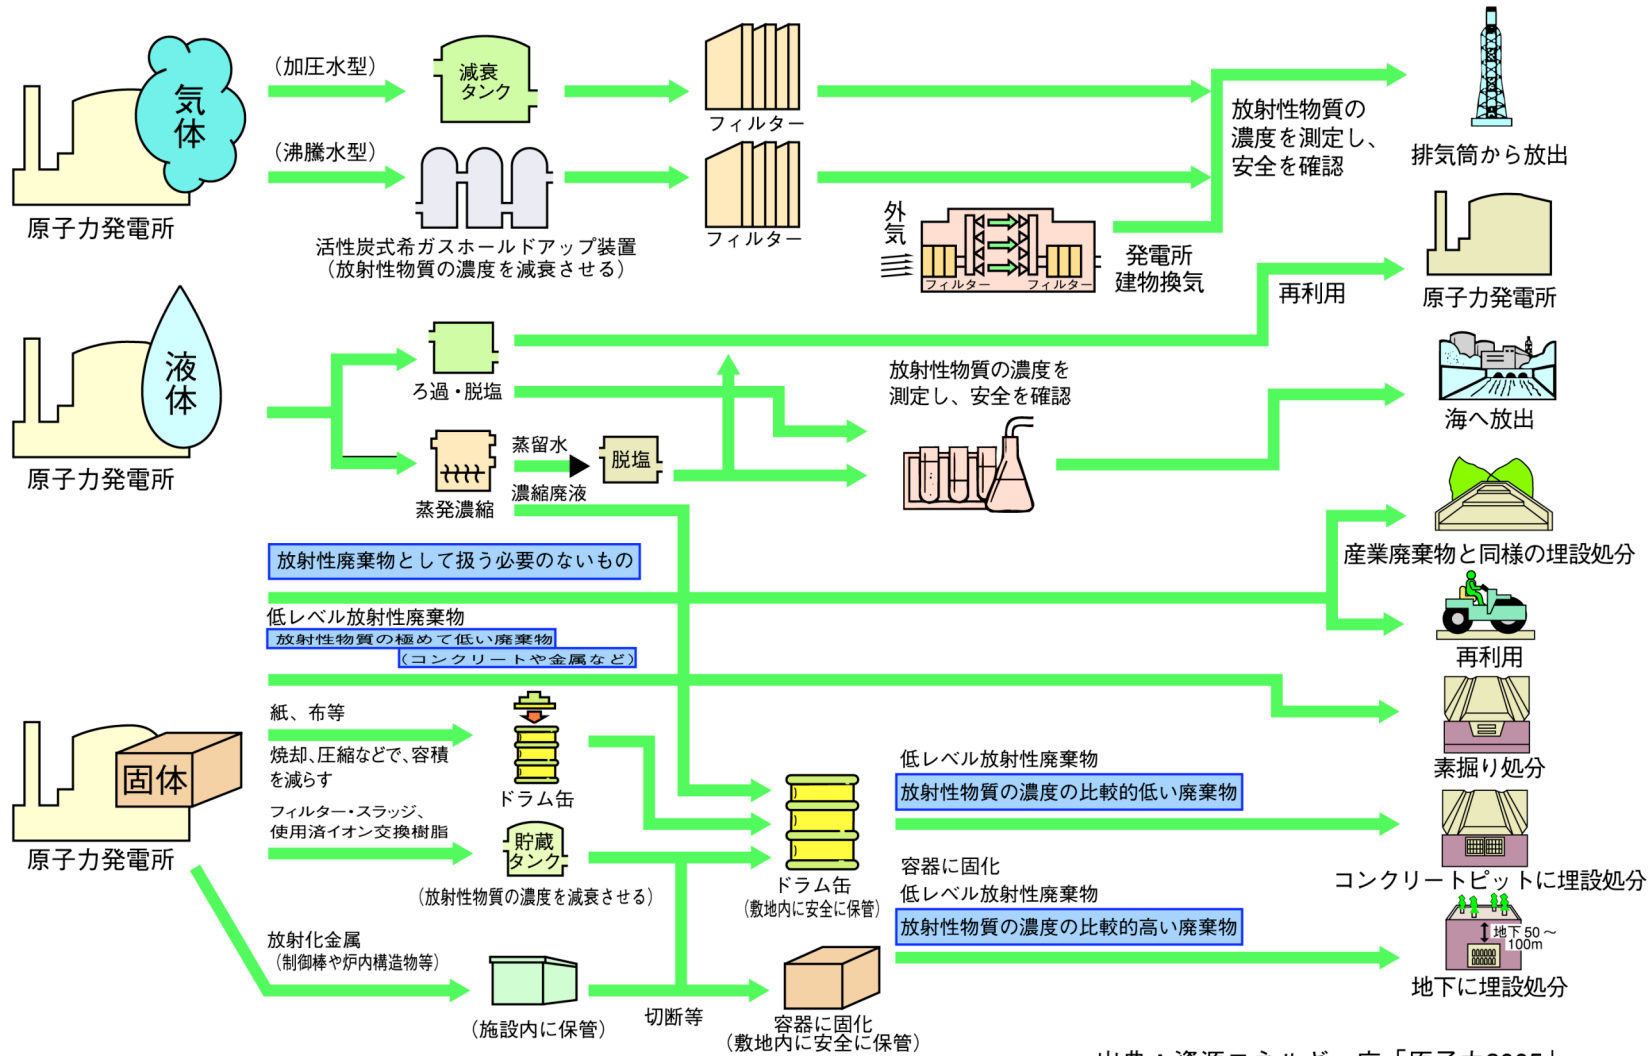 気
体
原子力発電所
（加圧水型）
減衰
タンク
フィルター
（沸騰水型）
活性炭式希ガスホールドアップ装置
（放射性物質の濃度を減衰させる）
フィルター
外
気
フィルター
フィルター
発電所
建物換気
放射性物質の
濃度を測定し、
安全を確認
排気筒から放出
液
体
原子力発電所
ろ過・脱塩
蒸発濃縮
蒸留水
濃縮廃液
脱塩
放射性物質の濃度を
測定し、安全を確認
再利用
原子力発電所
海へ放出
放射性廃棄物として扱う必要のないもの
産業廃棄物と同様の埋設処分
再利用
低レベル放射性廃棄物
放射性物質の極めて低い廃棄物
（コンクリートや金属など）
素掘り処分
固体
原子力発電所
紙、布等
焼却、圧縮などで、容積
を減らす
ドラム缶
フィルター・スラッジ、
使用済イオン交換樹脂
貯蔵
タンク
（放射性物質の濃度を減衰させる）
放射化金属
（制御棒や炉内構造物等）
（施設内に保管）
切断等
ドラム缶
（敷地内に安全に保管）
容器に固化
（敷地内に安全に保管）
低レベル放射性廃棄物
放射性物質の濃度の比較的低い廃棄物
コンクリートピットに埋設処分
容器に固化
低レベル放射性廃棄物
放射性物質の濃度の比較的高い廃棄物
地下50～
100m
地下に埋設処分